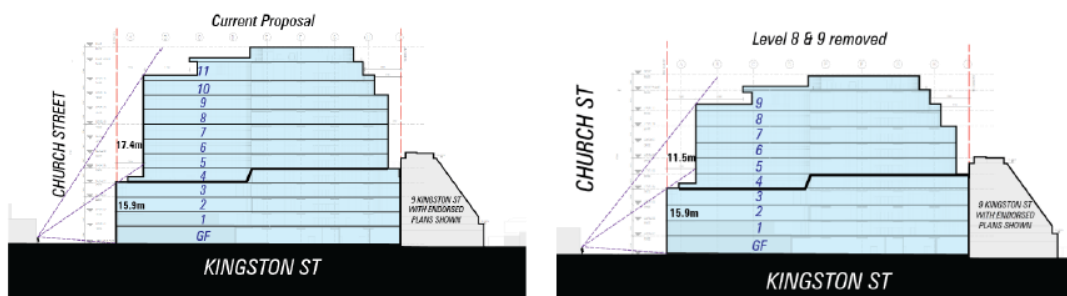 Current Proposal
CHURCH STREET
11
10
9
8
7
17.4m
6
5
4
3
15.9m
2
1
GF
9 KINGSTON ST
WITH ENDORSED
PLANS SHOWN
KINGSTON ST
Level 8 & 9 removed
CHURCH ST
9
8
7
6
11.5m
5
4
3
15.9m
2
1
GF
9 KINGSTON ST
WITH ENDORSED
PLANS SHOWN
KINGSTON ST